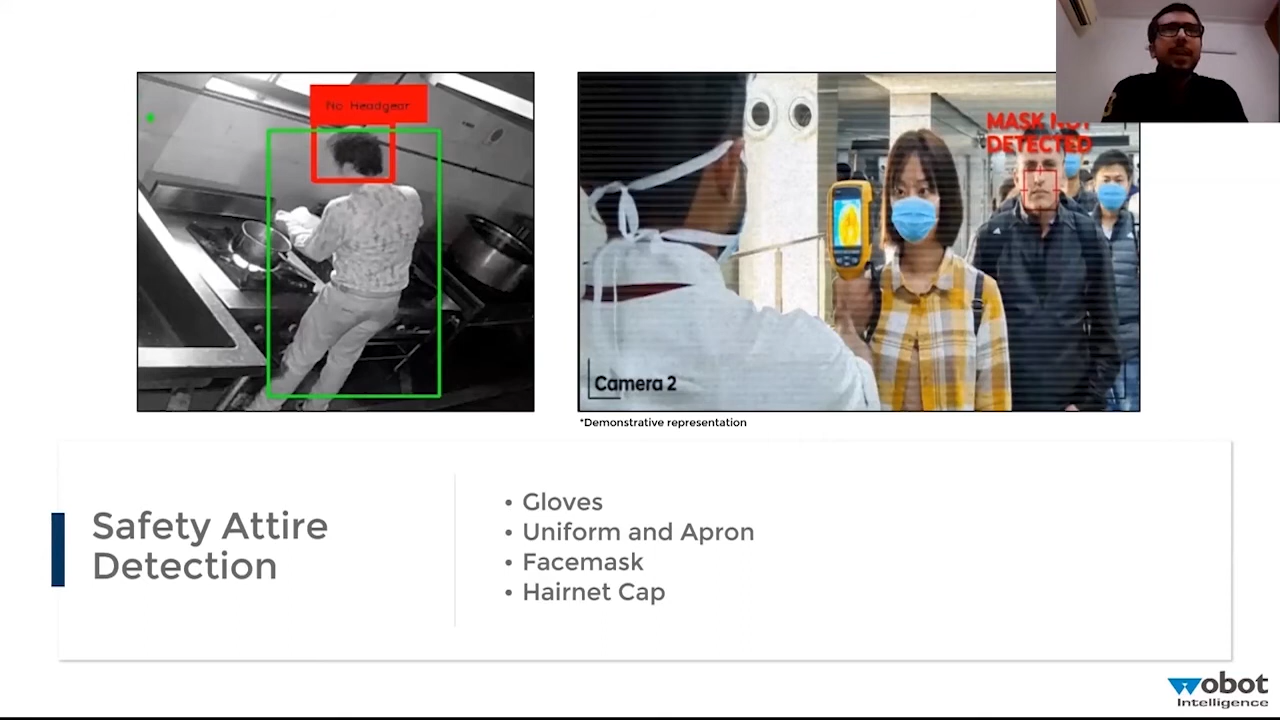 No Headgear
MASK NOT
DETECTED
Camera 2
*Demonstrative representation
Safety Attire
Detection
• Gloves
• Uniform and Apron
• Facemask
• Hairnet Cap
wobot
Intelligence